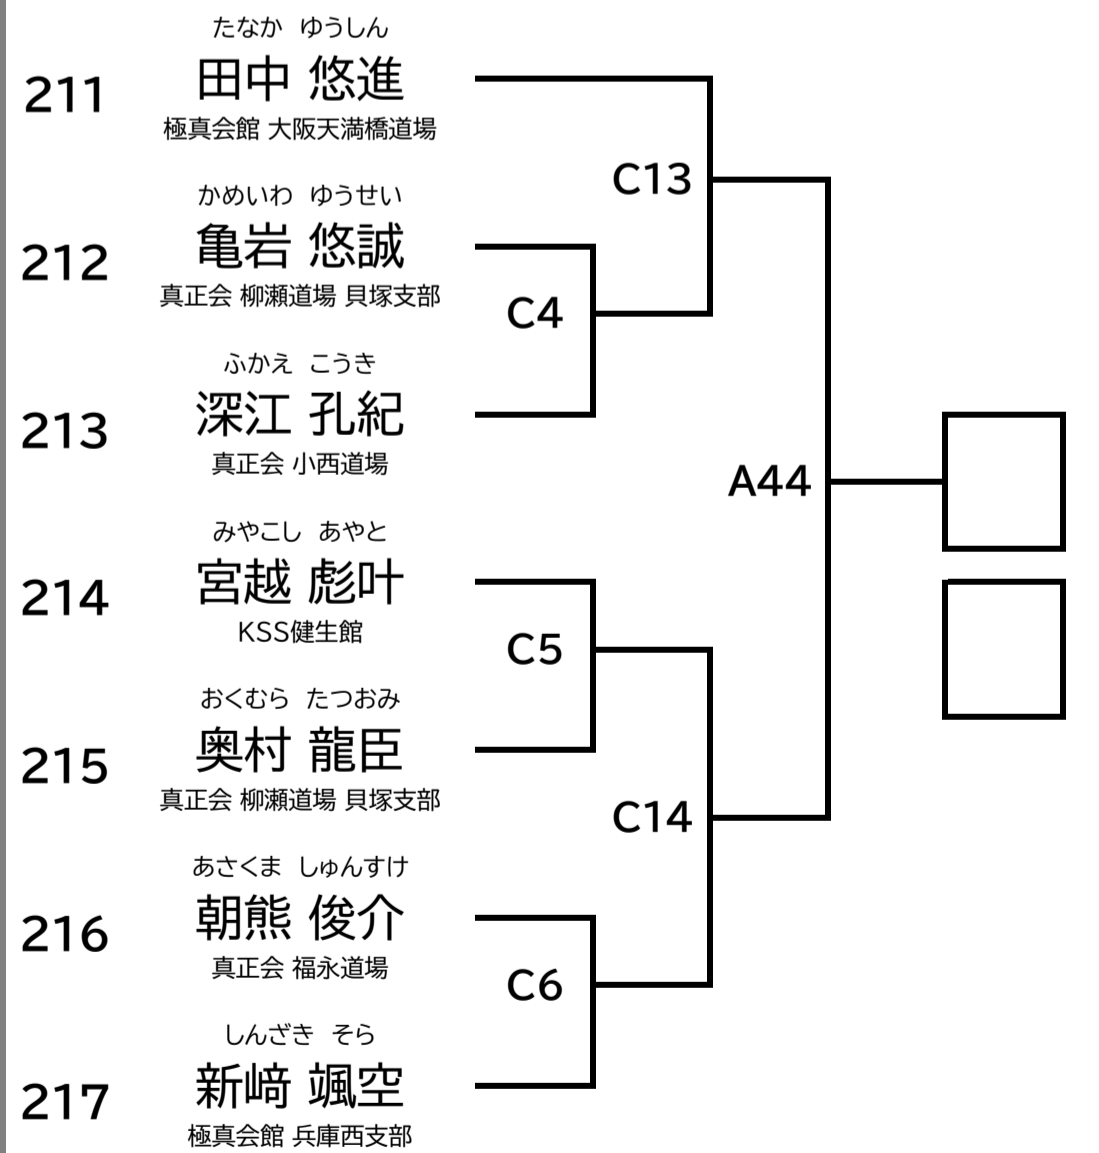 たなか ゆうしん
211 田中 悠進
極真会館 大阪天満橋道場
C13
かめいわ ゆうせい
212 亀岩 悠誠
真正会 柳瀬道場 貝塚支部
C4
ふかえ こうき
213 深江 孔紀
真正会 小西道場
A44
みやこし あやと
214 宮越 彪叶
KSS健生館
C5
おくむら たつおみ
215 奥村 龍臣
真正会 柳瀬道場 貝塚支部
C14
あさくま しゅんすけ
216 朝熊 俊介
真正会 福永道場
C6
しんざき そら
217 新﨑 颯空
極真会館 兵庫西支部